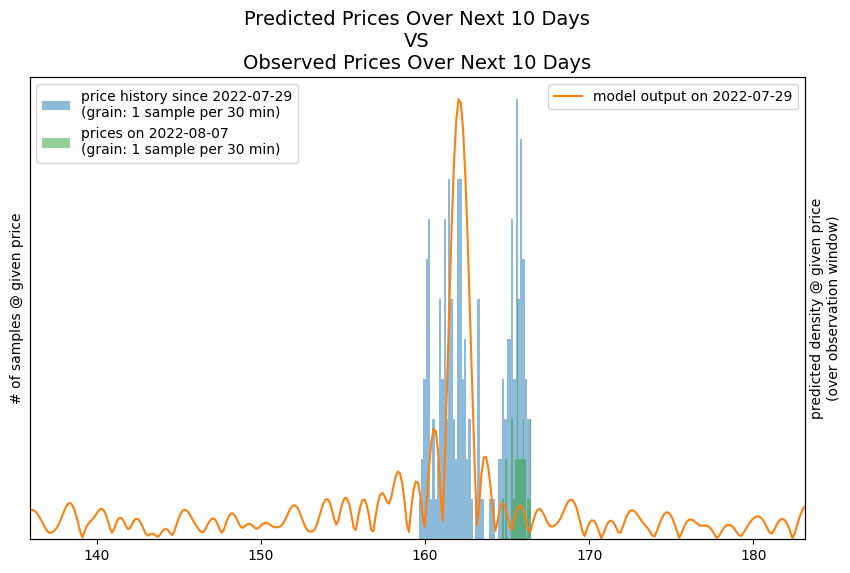 Predicted Prices Over Next 10 Days
VS
Observed Prices Over Next 10 Days
price history since 2022-07-29
(grain: 1 sample per 30 min)
prices on 2022-08-07
(grain: 1 sample per 30 min)
model output on 2022-07-29
# of samples @ given price
predicted density @ given price
(over observation window)
140
150
160
170
180